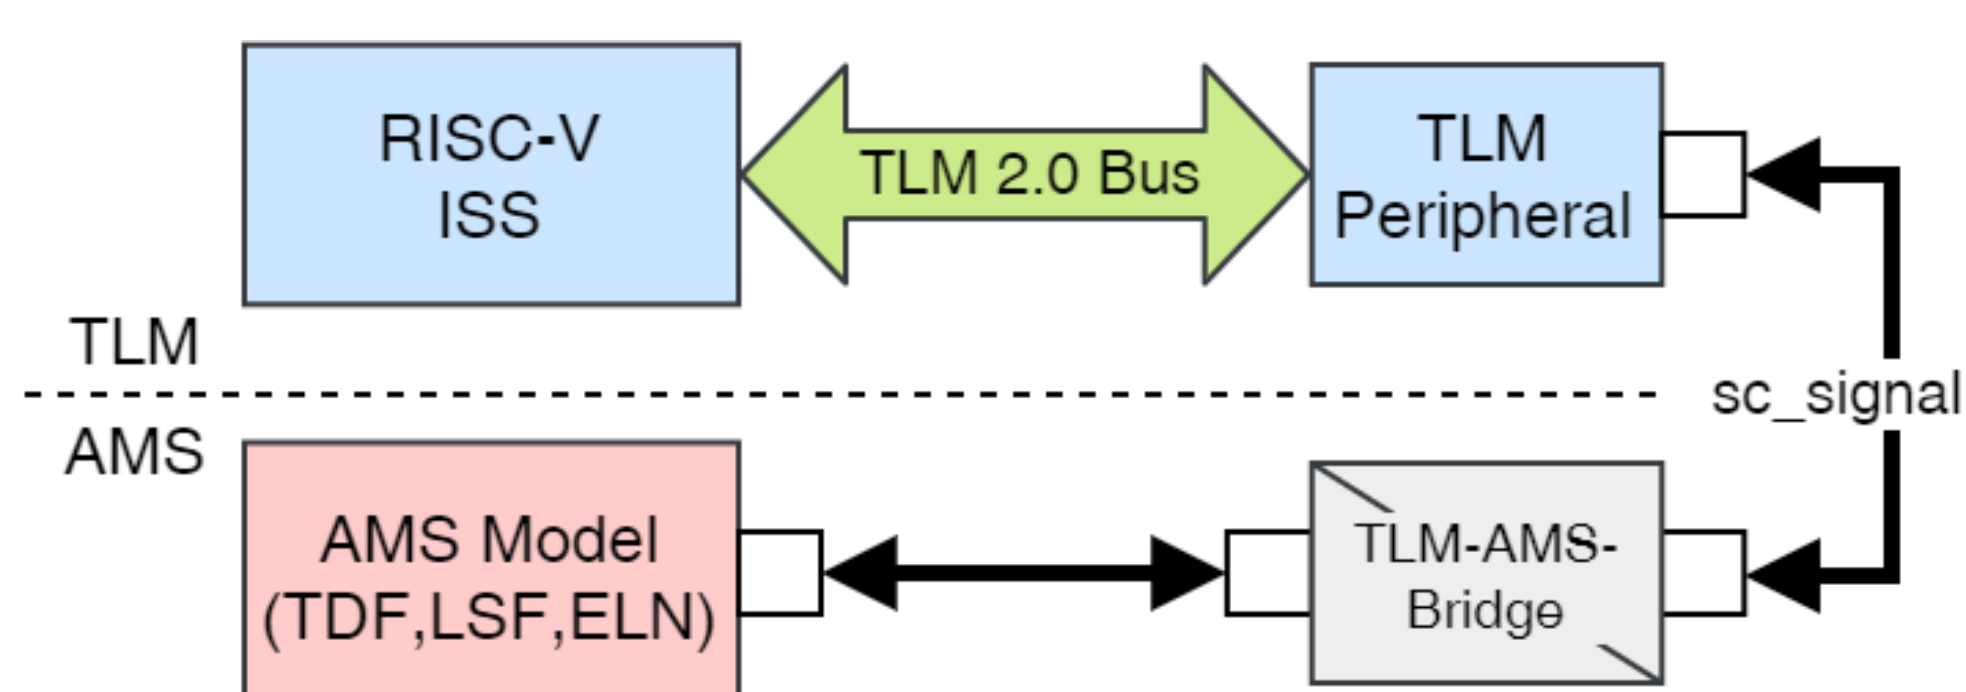 RISC-V
ISS
TLM 2.0 Bus
TLM
Peripheral
TLM
sc_signal
AMS
AMS Model
(TDF,LSF,ELN)
TLM-AMS-
Bridge